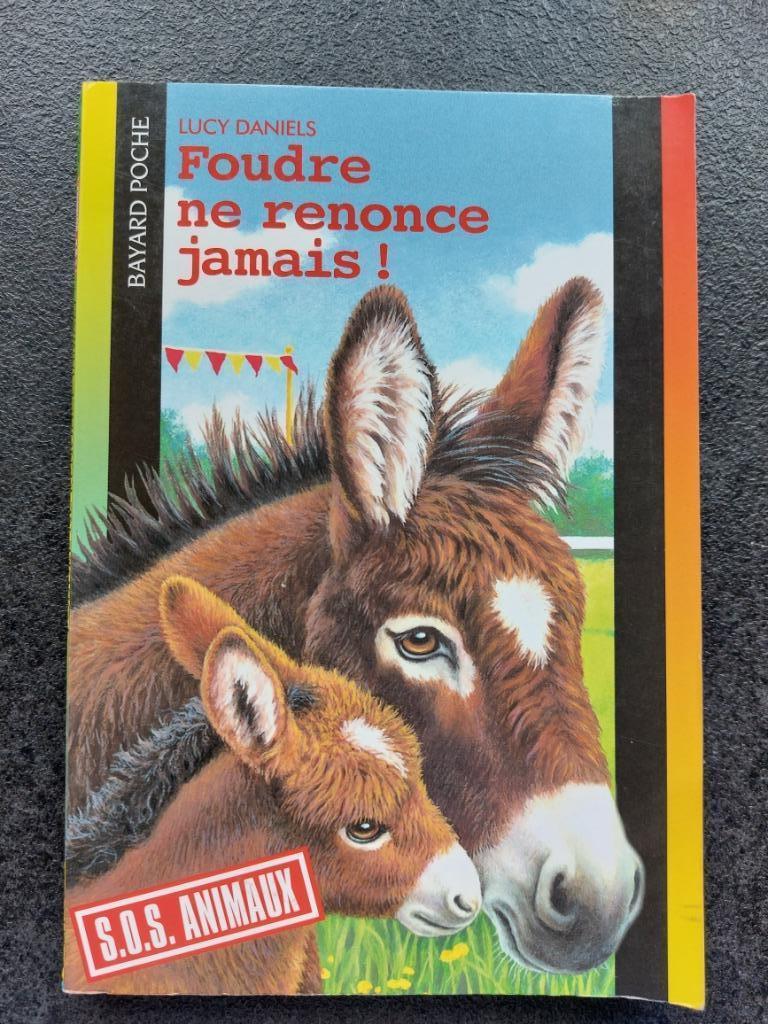 BAYARD POCHE
LUCY DANIELS
Foudre
ne renonce
jamais !
S.O.S. ANIMAUX